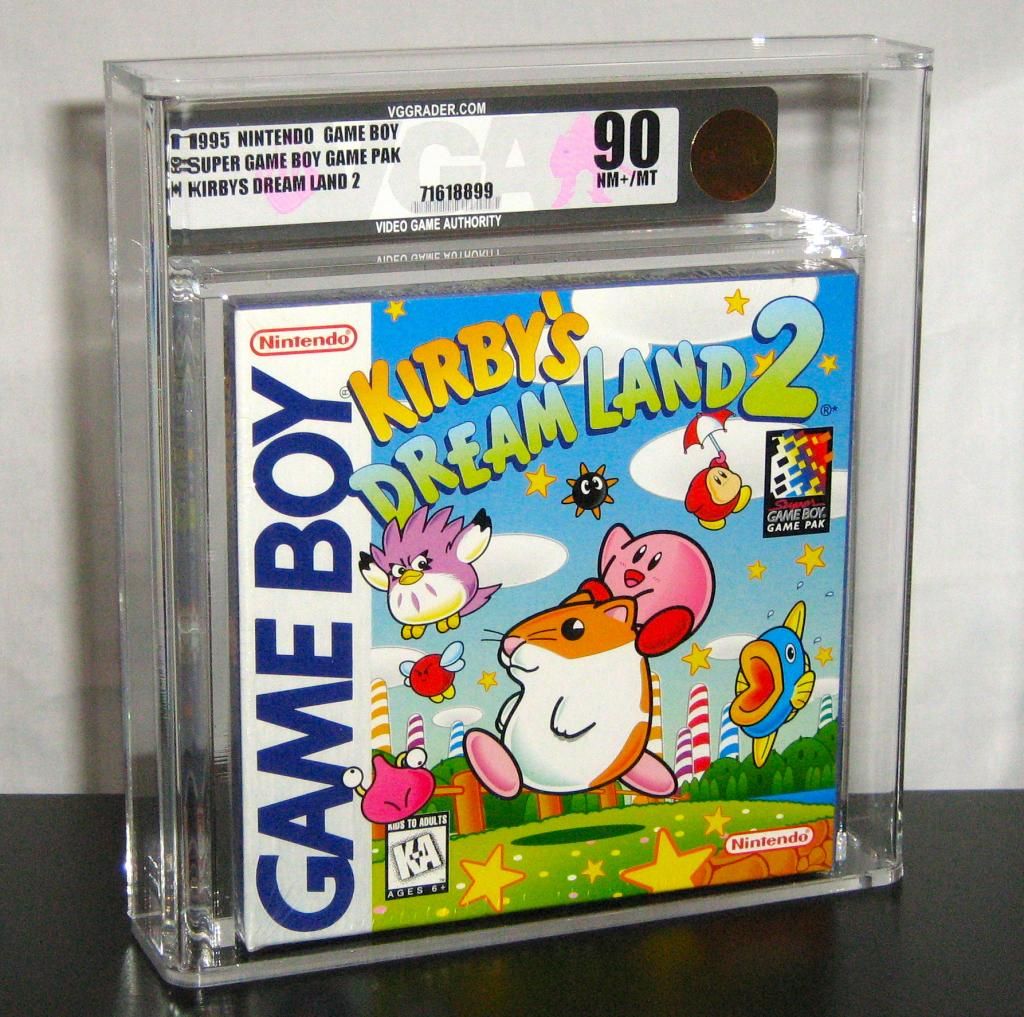 VGGRADER.COM
1995 NINTENDO GAME BOY
SUPER GAME BOY GAME PAK
KIRBYS DREAM LAND 2
71618899
90
NM+/MT
VGA
VIDEO GAME AUTHORITY
Nintendo®
GAME BOY®
KIRBY'S
DREAM LAND 2®*
Super
GAME BOY®
GAME PAK
KIDS TO ADULTS
K-A
AGES 6+
Nintendo®